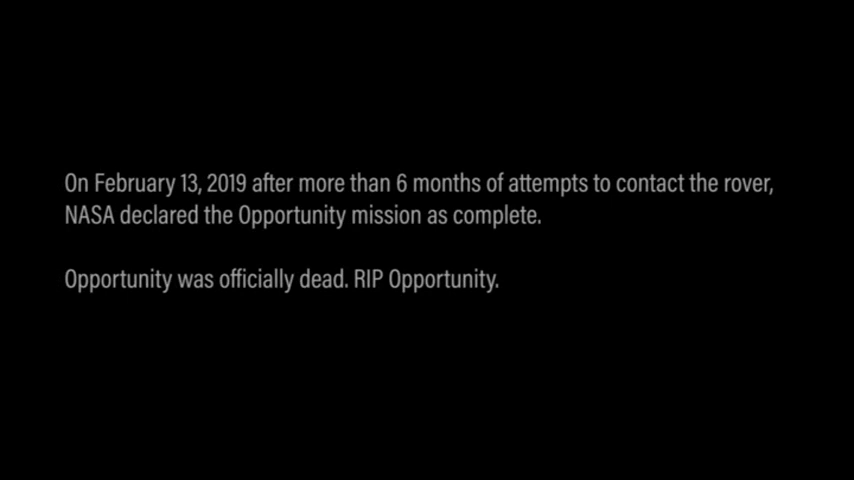 On February 13, 2019 after more than 6 months of attempts to contact the rover,
NASA declared the Opportunity mission as complete.
Opportunity was officially dead. RIP Opportunity.